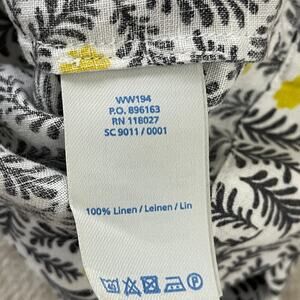 WW194
P.O. 896163
RN 118027
SC 9011 / 0001
100% Linen / Leinen / Lin